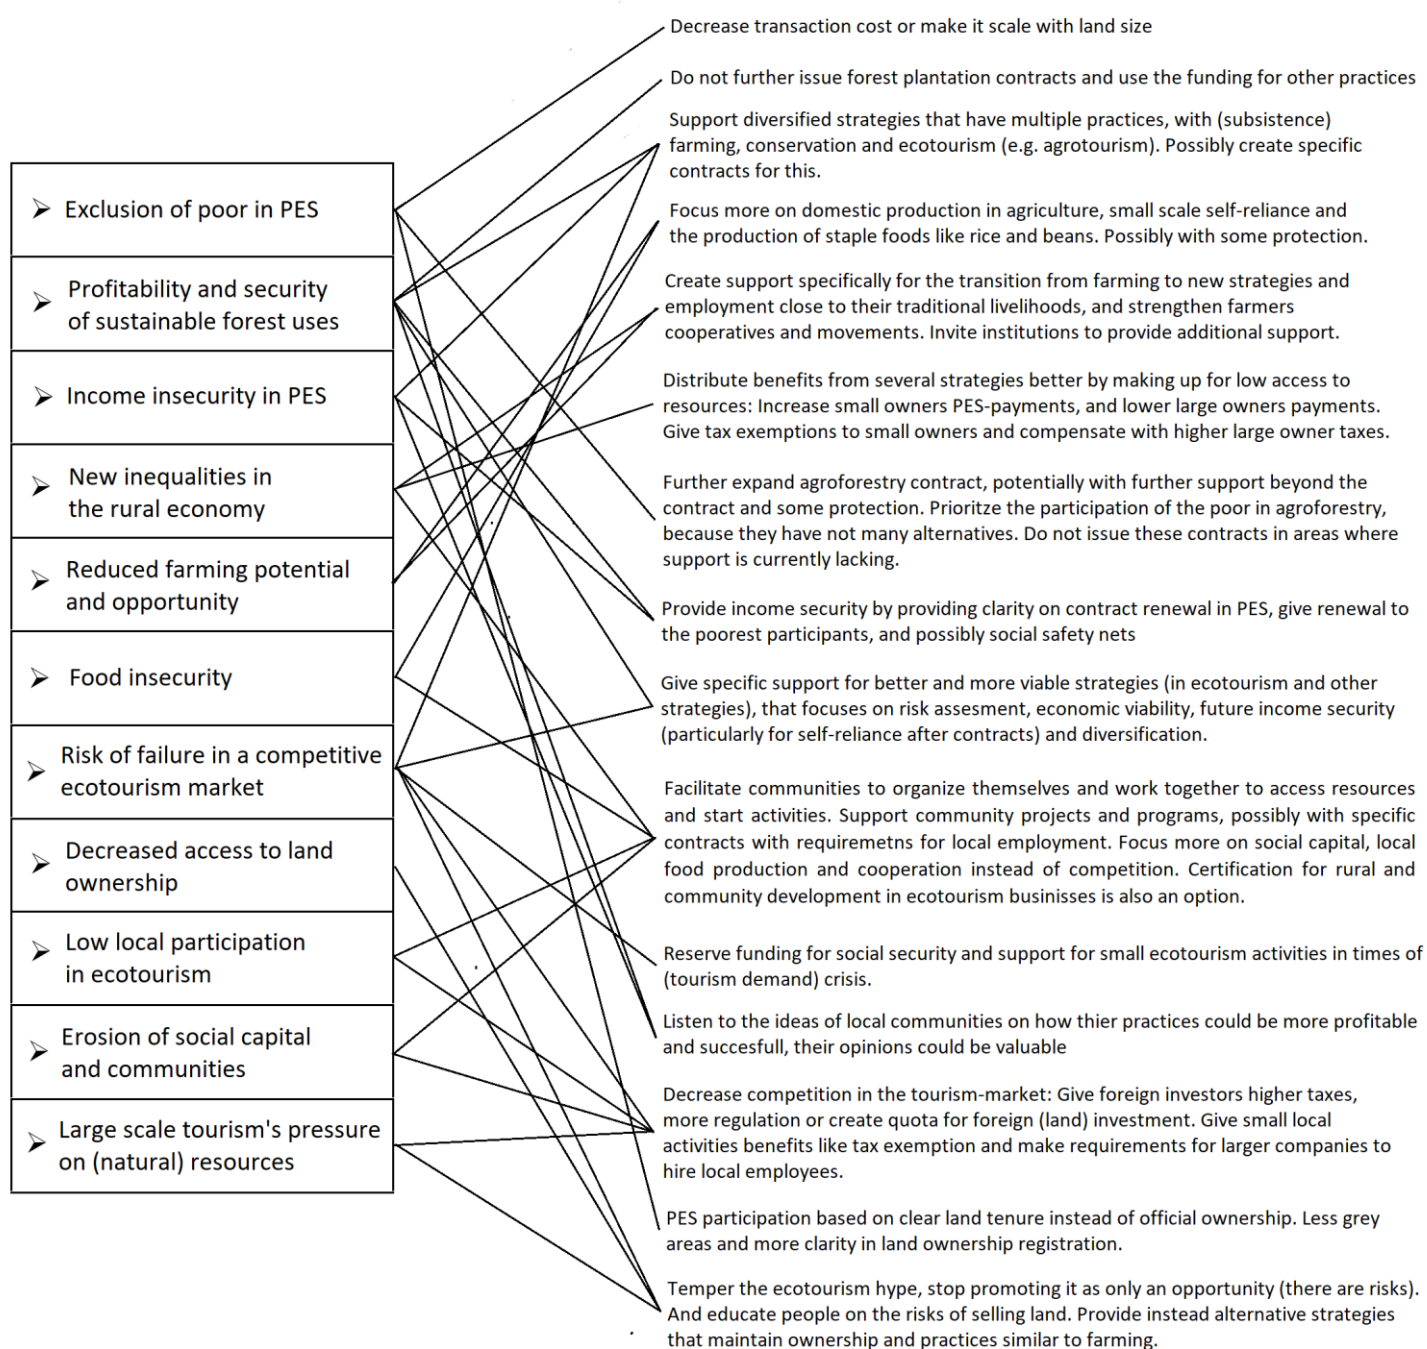 Decrease transaction cost or make it scale with land size
Do not further issue forest plantation contracts and use the funding for other practices
Support diversified strategies that have multiple practices, with (subsistence)
farming, conservation and ecotourism (e.g. agrotourism). Possibly create specific
contracts for this.
Focus more on domestic production in agriculture, small scale self-reliance and
the production of staple foods like rice and beans. Possibly with some protection.
Create support specifically for the transition from farming to new strategies and
employment close to their traditional livelihoods, and strengthen farmers
cooperatives and movements. Invite institutions to provide additional support.
Distribute benefits from several strategies better by making up for low access to
resources: Increase small owners PES-payments, and lower large owners payments.
Give tax exemptions to small owners and compensate with higher large owner taxes.
Further expand agroforestry contract, potentially with further support beyond the
contract and some protection. Prioritze the participation of the poor in agroforestry,
because they have not many alternatives. Do not issue these contracts in areas where
support is currently lacking.
Provide income security by providing clarity on contract renewal in PES, give renewal to
the poorest participants, and possibly social safety nets
Give specific support for better and more viable strategies (in ecotourism and other
strategies), that focuses on risk assesment, economic viability, future income security
(particularly for self-reliance after contracts) and diversification.
Facilitate communities to organize themselves and work together to access resources
and start activities. Support community projects and programs, possibly with specific
contracts with requiremetns for local employment. Focus more on social capital, local
food production and cooperation instead of competition. Certification for rural and
community development in ecotourism businisses is also an option.
Reserve funding for social security and support for small ecotourism activities in times of
(tourism demand) crisis.
Listen to the ideas of local communities on how thier practices could be more profitable
and succesfull, their opinions could be valuable
Decrease competition in the tourism-market: Give foreign investors higher taxes,
more regulation or create quota for foreign (land) investment. Give small local
activities benefits like tax exemption and make requirements for larger companies to
hire local employees.
PES participation based on clear land tenure instead of official ownership. Less grey
areas and more clarity in land ownership registration.
Temper the ecotourism hype, stop promoting it as only an opportunity (there are risks).
And educate people on the risks of selling land. Provide instead alternative strategies
that maintain ownership and practices similar to farming.
Exclusion of poor in PES
Profitability and security
of sustainable forest uses
Income insecurity in PES
New inequalities in
the rural economy
Reduced farming potential
and opportunity
Food insecurity
Risk of failure in a competitive
ecotourism market
Decreased access to land
ownership
Low local participation
in ecotourism
Erosion of social capital
and communities
Large scale tourism's pressure
on (natural) resources